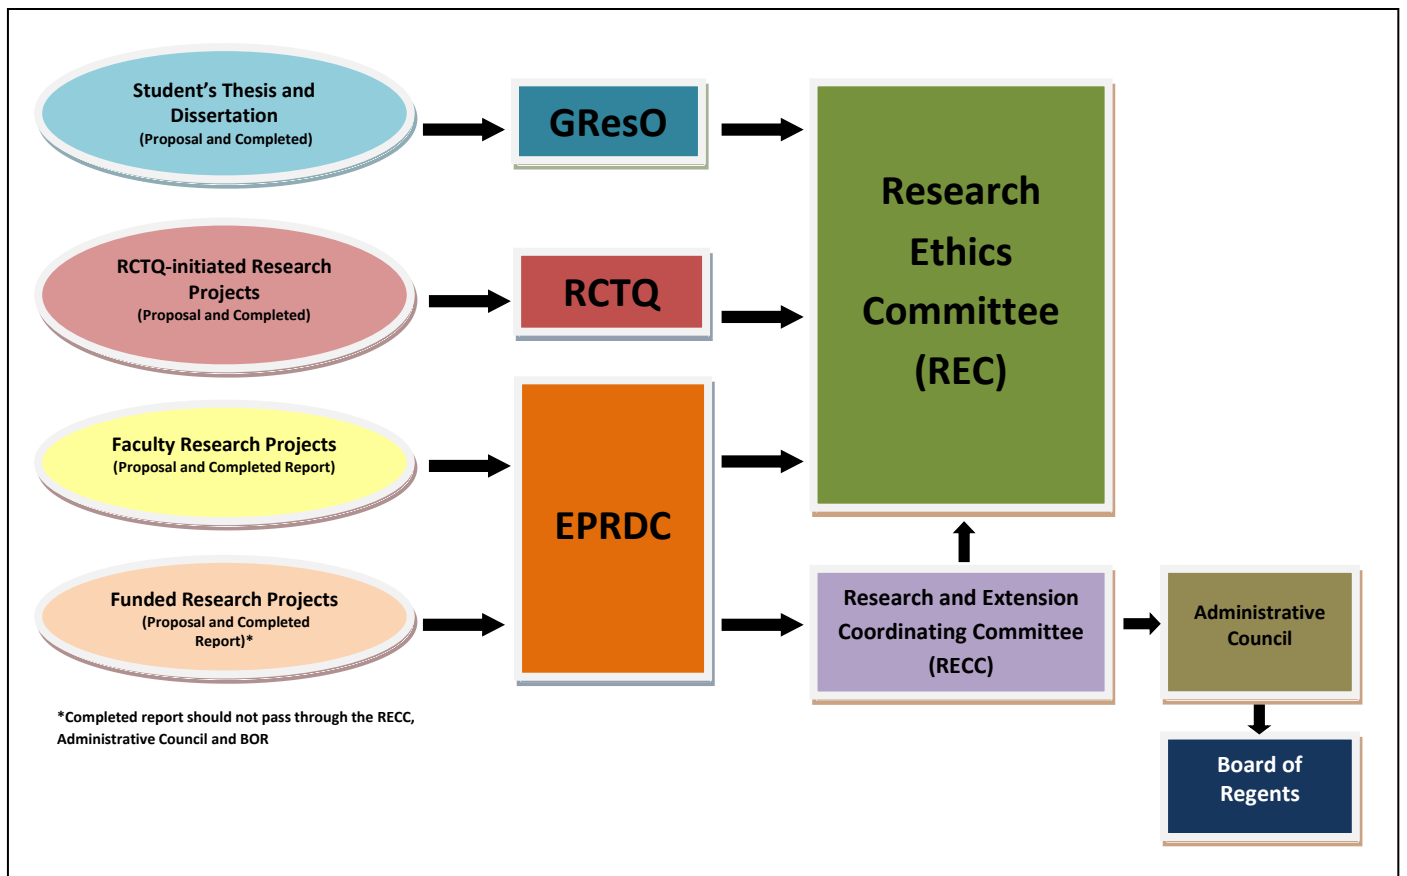 Student’s Thesis and
Dissertation
(Proposal and Completed)
GResO
Research
Ethics
Committee
(REC)
RCTQ-initiated Research
Projects
(Proposal and Completed)
RCTQ
Faculty Research Projects
(Proposal and Completed Report)
EPRDC
Funded Research Projects
(Proposal and Completed
Report)*
Research and Extension
Coordinating Committee
(RECC)
Administrative
Council
Board of
Regents
*Completed report should not pass through the RECC,
Administrative Council and BOR